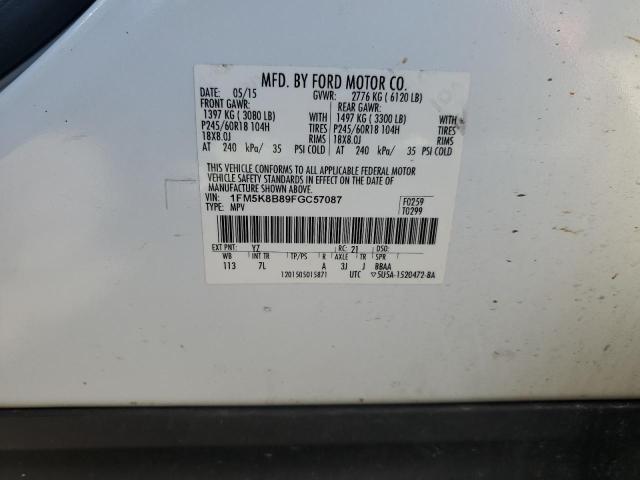 MFD. BY FORD MOTOR CO.
DATE: 05/15 GVWR: 2776 KG ( 6120 LB)
FRONT GAWR: REAR GAWR:
1397 KG ( 3080 LB) WITH 1497 KG ( 3300 LB) WITH
P245/60R18 104H TIRES P245/60R18 104H TIRES
18X8.0J RIMS 18X8.0J RIMS
AT 240 kPa/ 35 PSI COLD AT 240 kPa/ 35 PSI COLD
THIS VEHICLE CONFORMS TO ALL APPLICABLE FEDERAL MOTOR
VEHICLE SAFETY STANDARDS IN EFFECT ON THE DATE OF
MANUFACTURE SHOWN ABOVE.
VIN: 1FM5K8B89FGC57087 F0259
TYPE: MPV T0299
EXT PNT: YZ RC: 21 DSO:
WB INT TR TP/PS R AXLE TR SPR
113 7L A 3J J BBAA
1201505015871 UTC ▽5U5A-1520472-BA